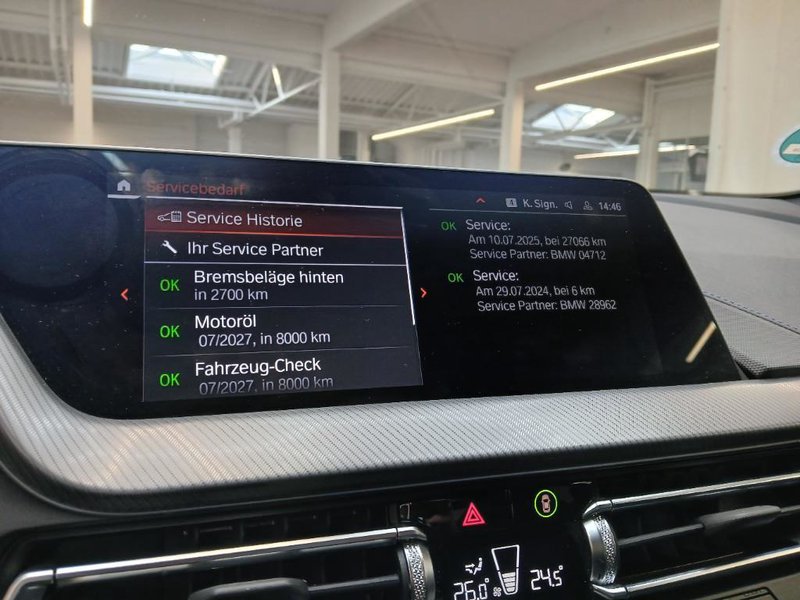 Servicebedarf
Service Historie
Ihr Service Partner
OK Bremsbeläge hinten
in 2700 km
OK Motoröl
07/2027, in 8000 km
OK Fahrzeug-Check
07/2027, in 8000 km
K. Sign. 14:46
OK Service:
Am 10.07.2025, bei 27066 km
Service Partner: BMW 04712
OK Service:
Am 29.07.2024, bei 6 km
Service Partner: BMW 28962
26.0
24.5